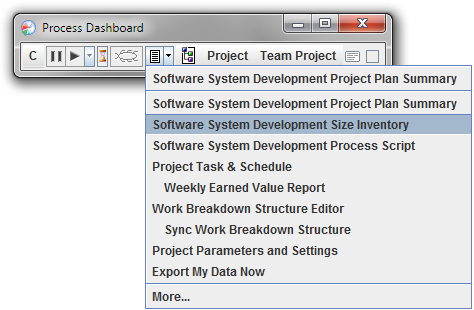 Process Dashboard
C
Project Team Project
Software System Development Project Plan Summary
Software System Development Project Plan Summary
Software System Development Size Inventory
Software System Development Process Script
Project Task & Schedule
Weekly Earned Value Report
Work Breakdown Structure Editor
Sync Work Breakdown Structure
Project Parameters and Settings
Export My Data Now
More...